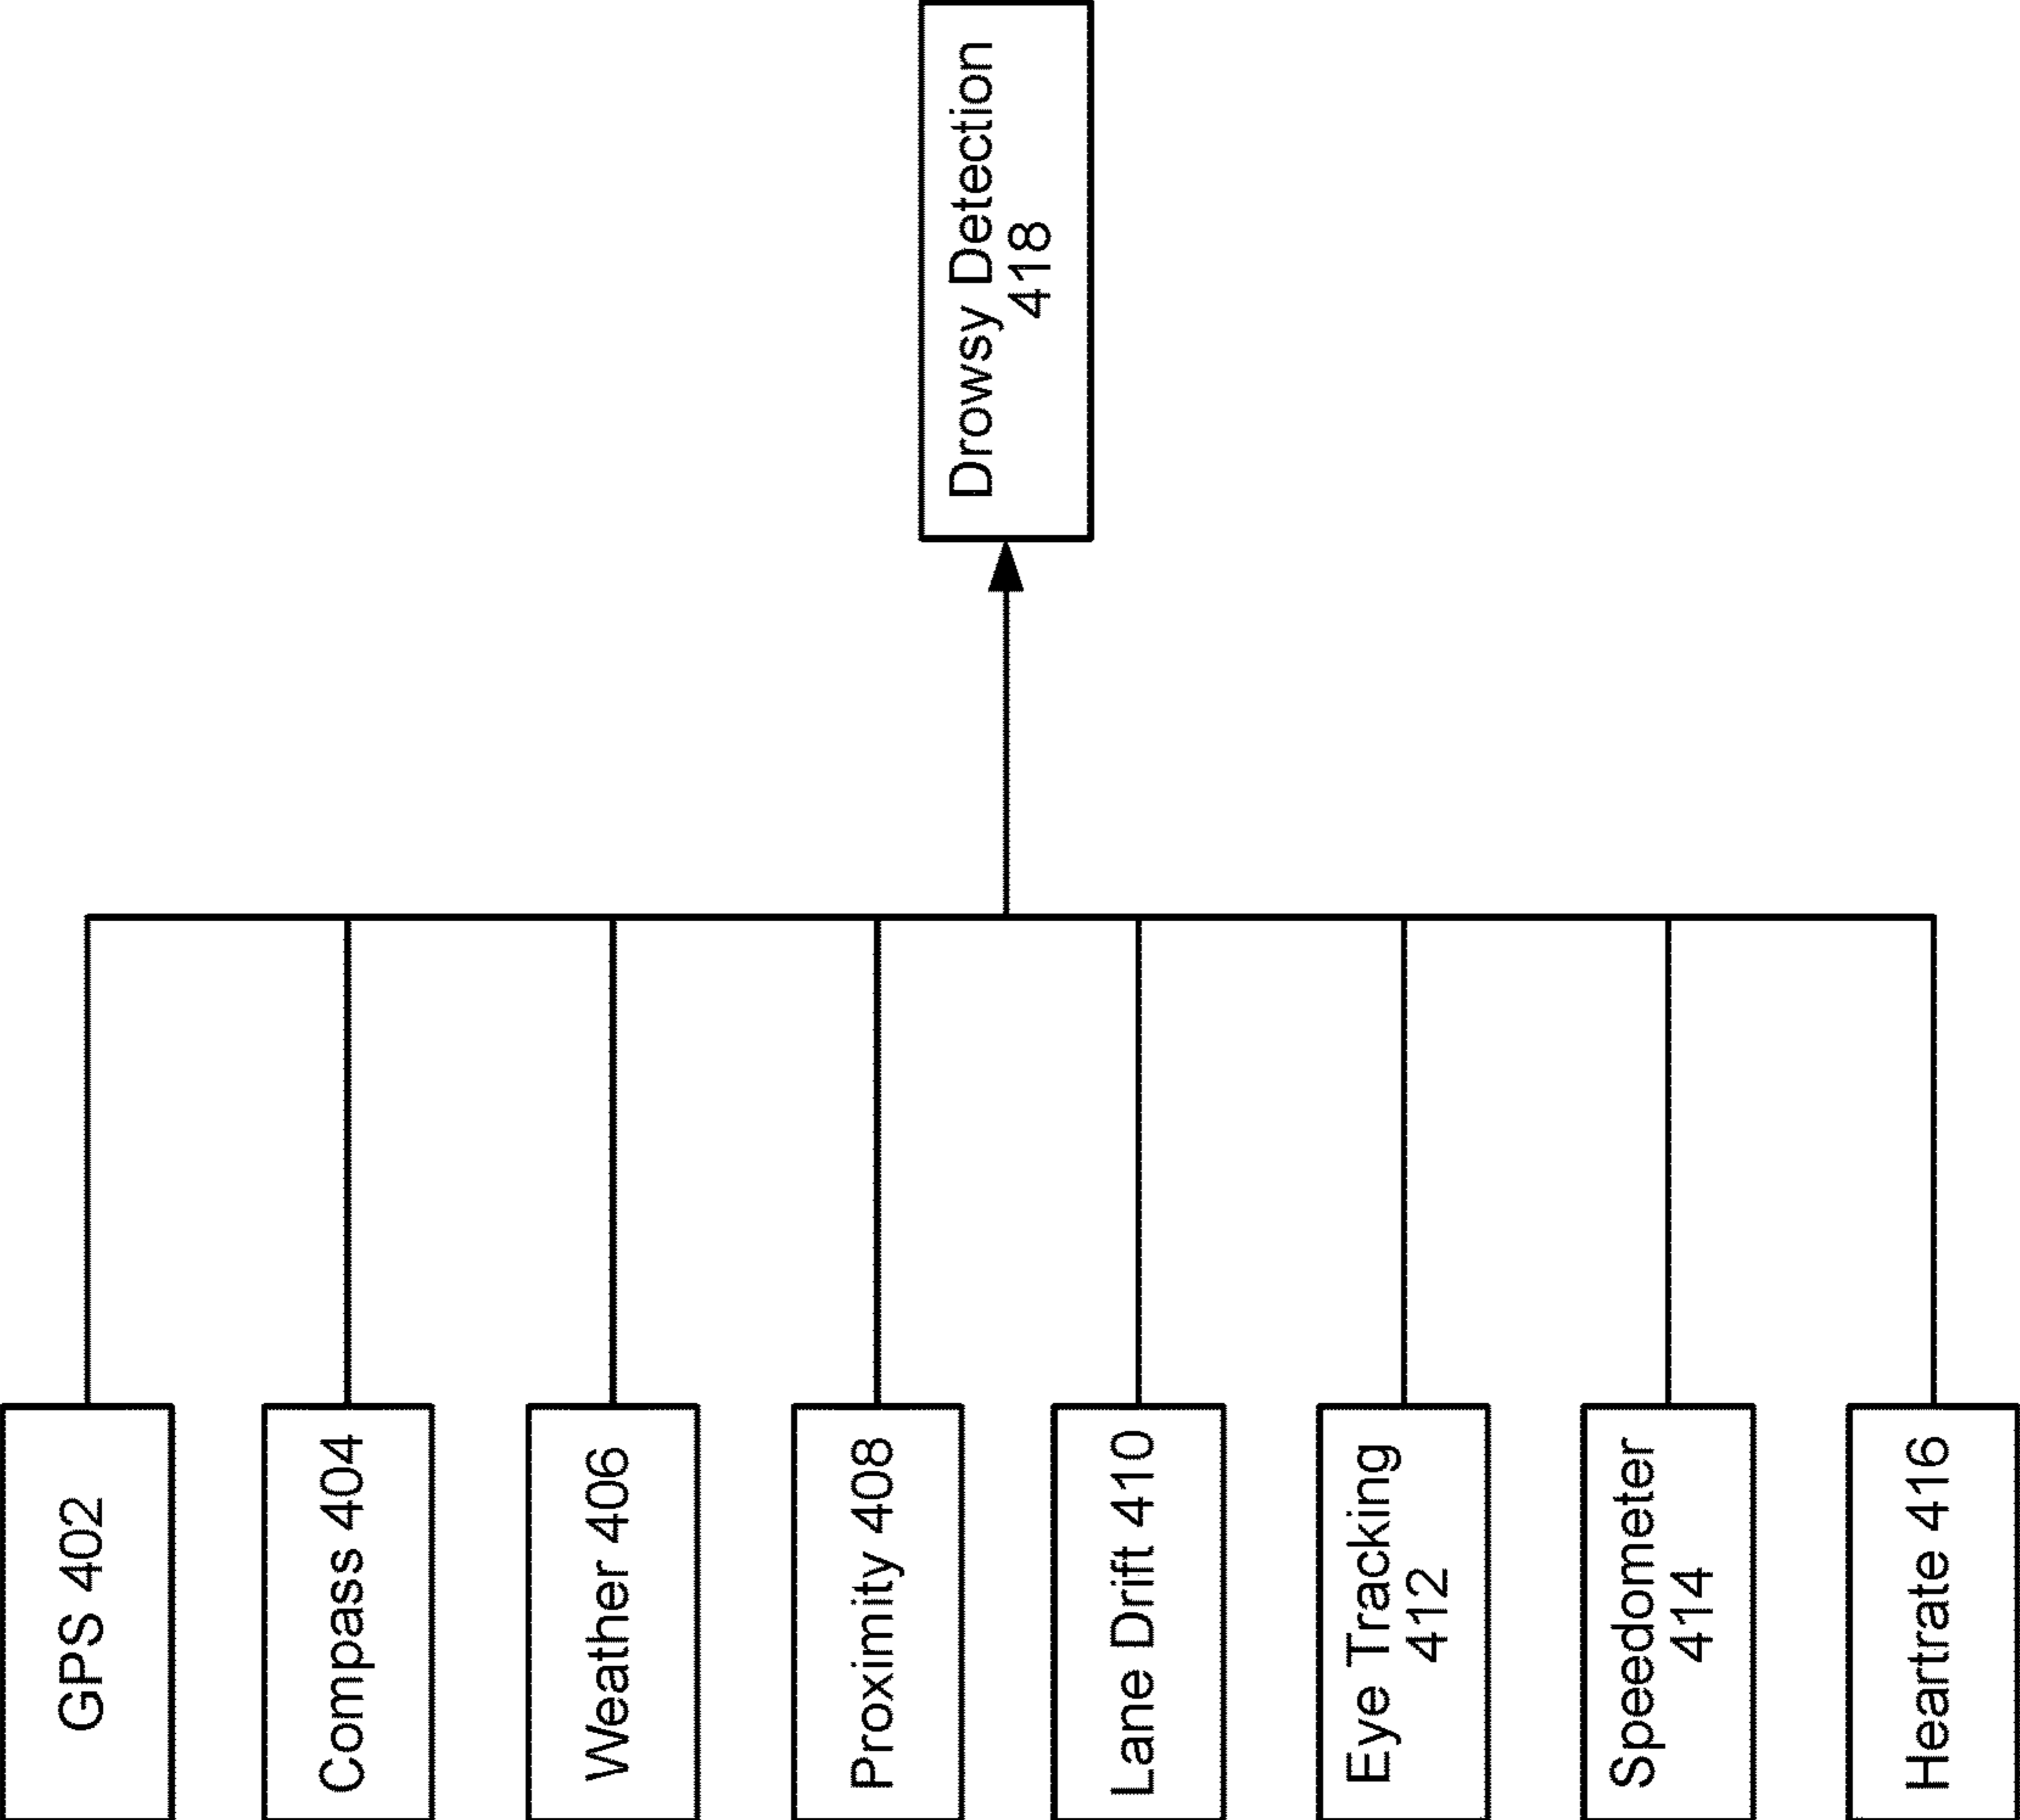 GPS 402
Compass 404
Weather 406
Proximity 408
Lane Drift 410
Eye Tracking
412
Speedometer
414
Heartrate 416
Drowsy Detection
418